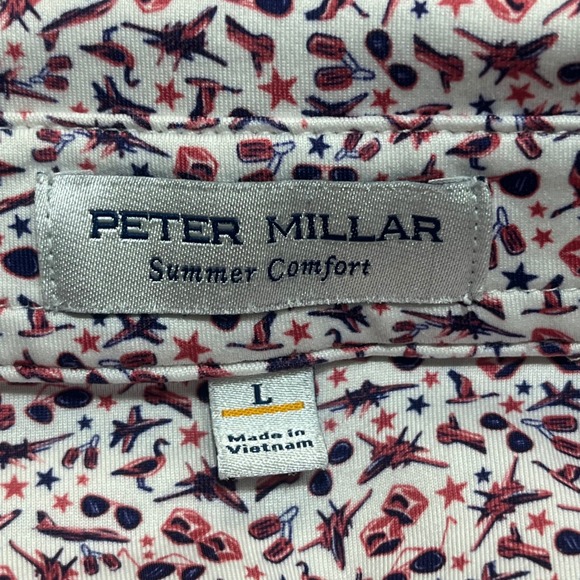 PETER MILLAR
Summer Comfort
L
Made in
Vietnam